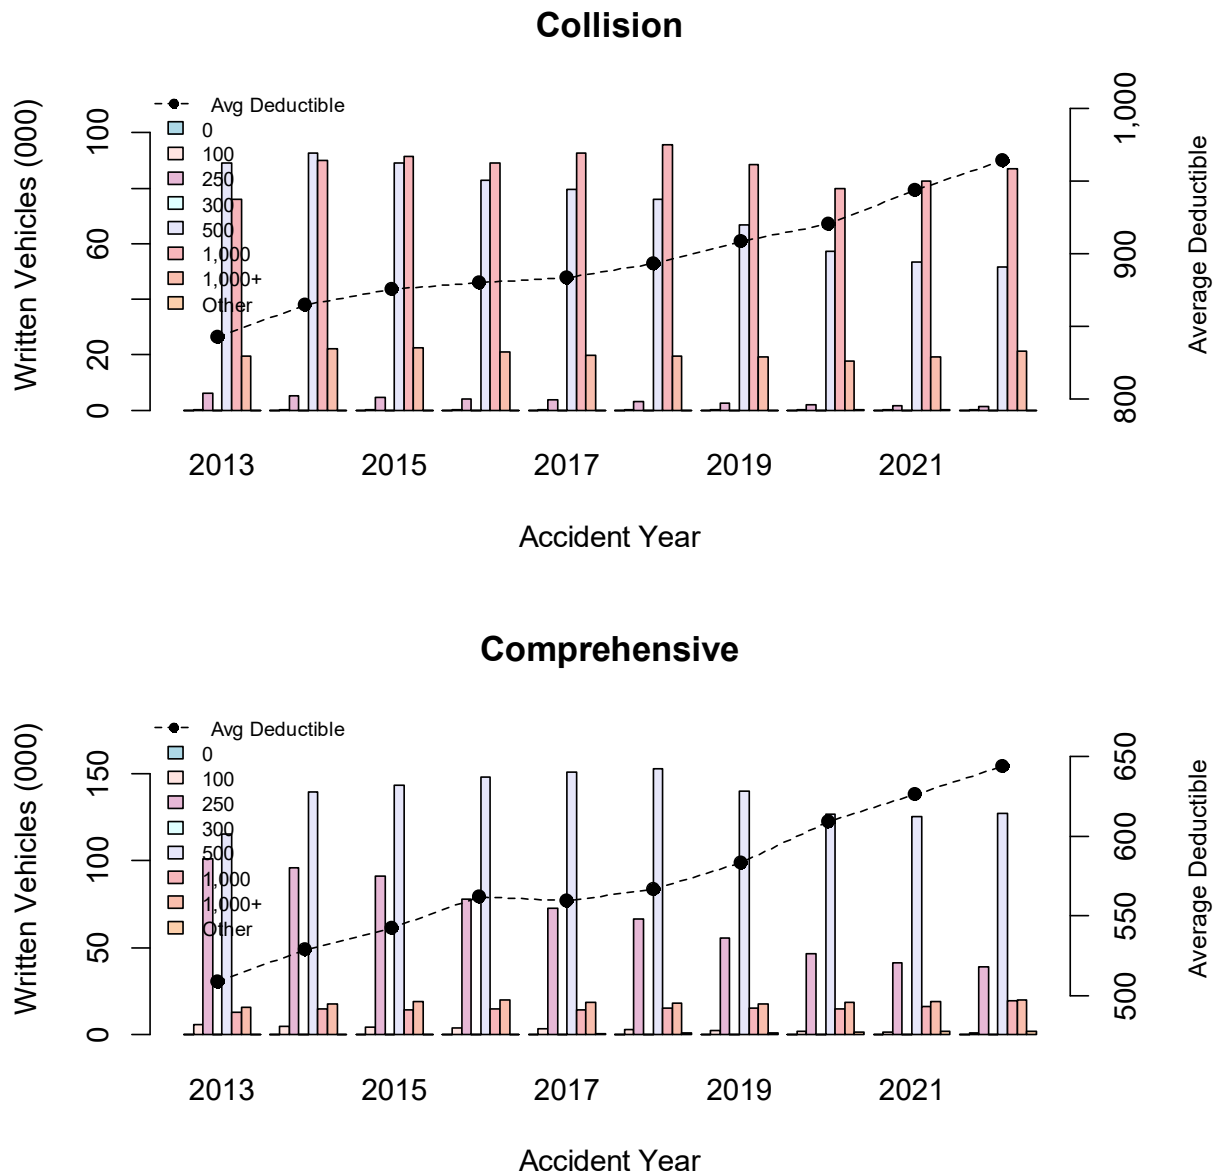 Collision
Written Vehicles (000)
100
60
20
0
Avg Deductible
0
100
250
300
500
1,000
1,000+
Other
1,000
900
800
Average Deductible
2013 2015 2017 2019 2021
Accident Year
Comprehensive
Written Vehicles (000)
150
100
50
0
Avg Deductible
0
100
250
300
500
1,000
1,000+
Other
650
600
550
500
Average Deductible
2013 2015 2017 2019 2021
Accident Year